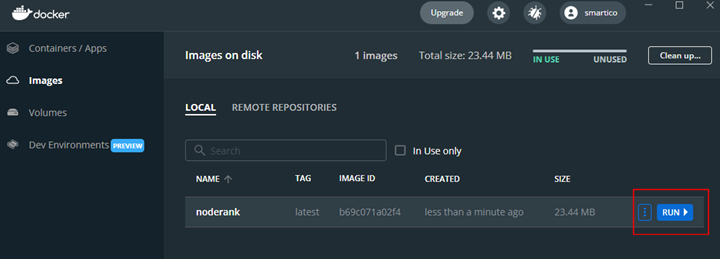 docker Upgrade smartico
Containers / Apps
Images
Volumes
Dev Environments PREVIEW
Images on disk 1 images Total size: 23.44 MB IN USE UNUSED Clean up...
LOCAL REMOTE REPOSITORIES
Search In Use only
NAME TAG IMAGE ID CREATED SIZE
noderank latest b69c071a02f4 less than a minute ago 23.44 MB RUN